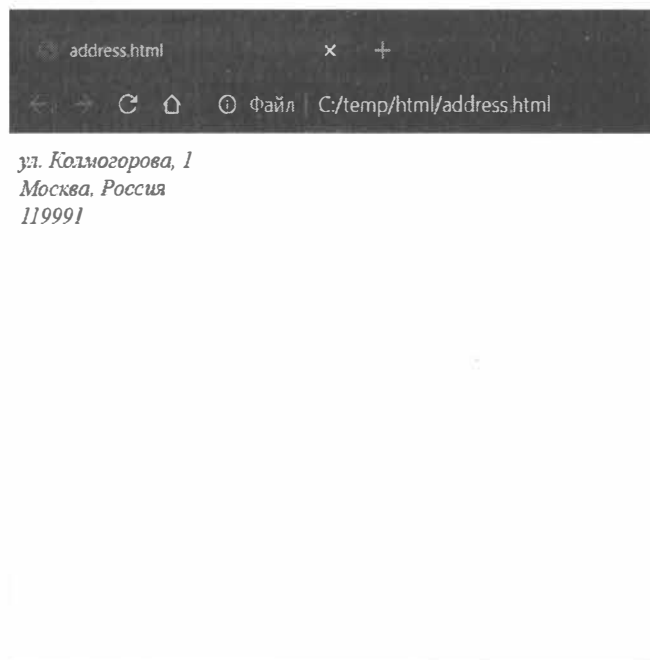 address.html
Файл C:/temp/html/address.html
ул. Колмогорова, 1
Москва, Россия
119991